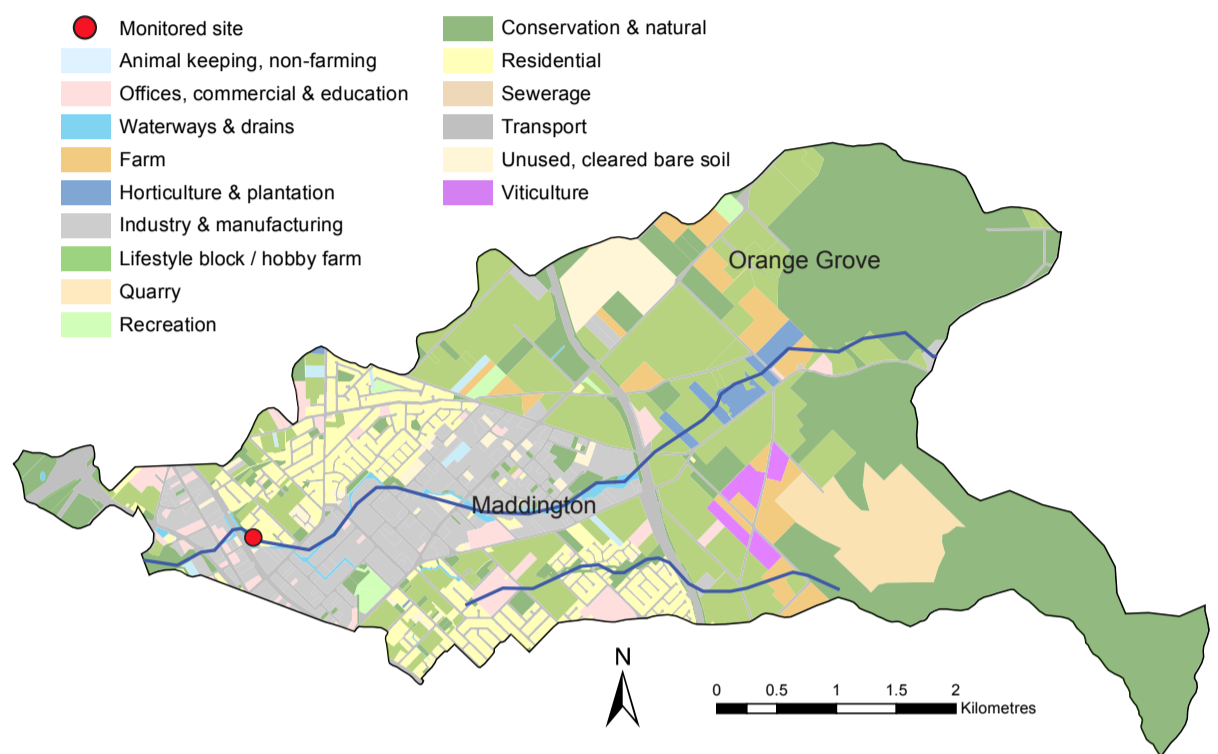 Monitored site
Animal keeping, non-farming
Offices, commercial & education
Waterways & drains
Farm
Horticulture & plantation
Industry & manufacturing
Lifestyle block / hobby farm
Quarry
Recreation
Conservation & natural
Residential
Sewerage
Transport
Unused, cleared bare soil
Viticulture
Orange Grove
Maddington
N
0 0.5 1 1.5 2
Kilometres